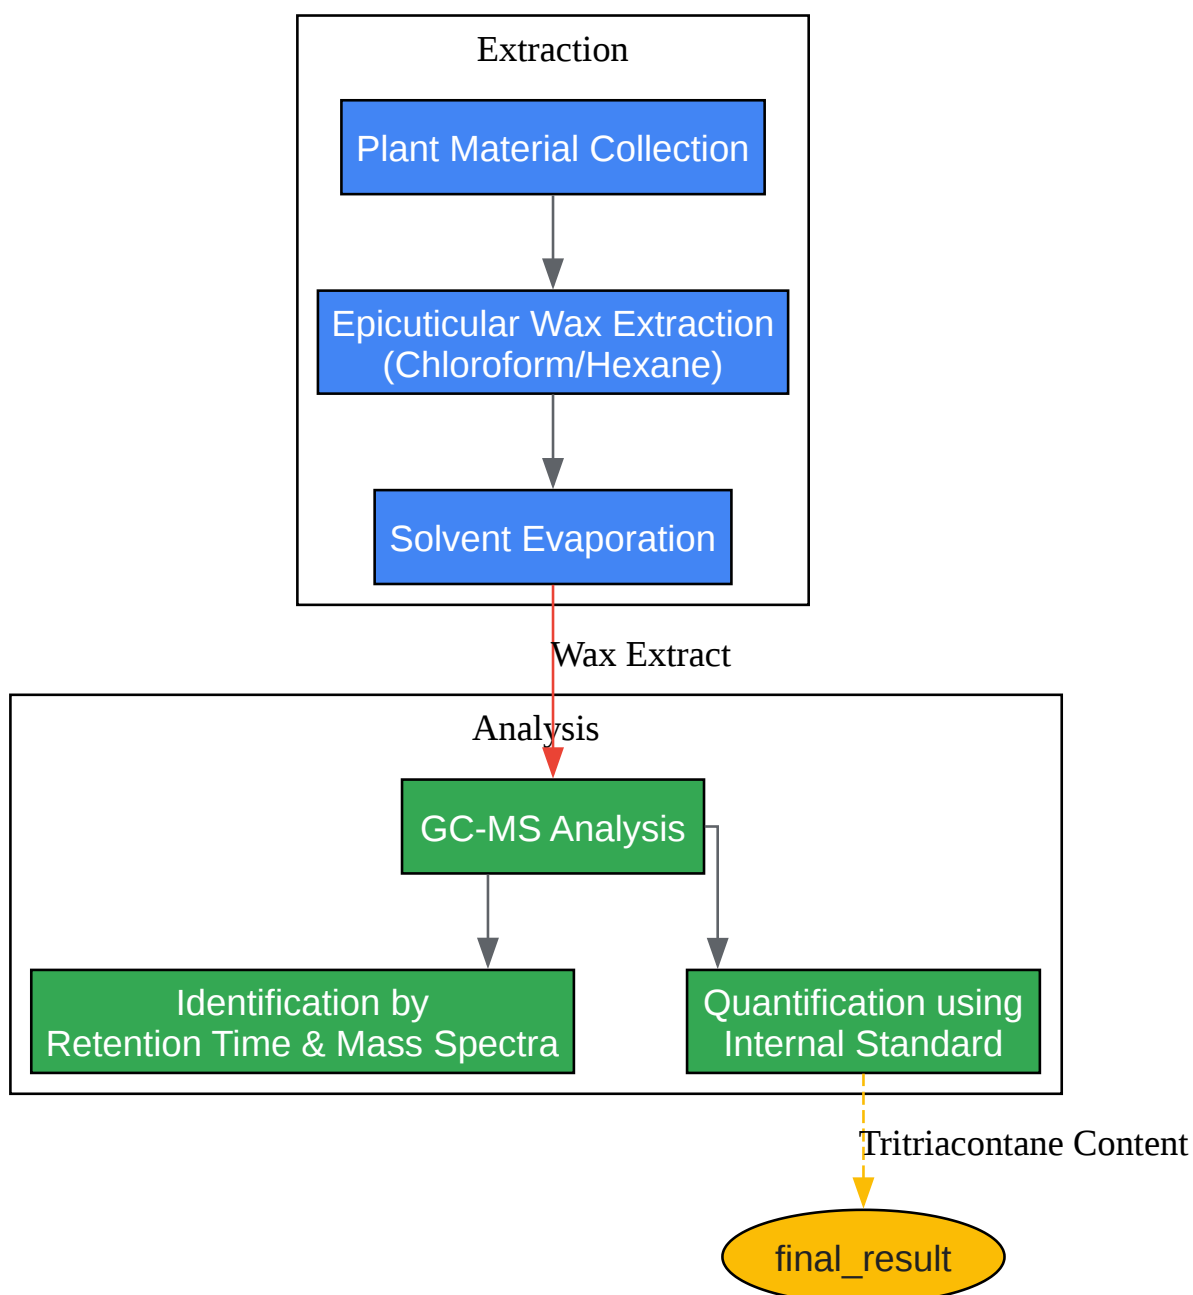 Extraction
Plant Material Collection
Epicuticular Wax Extraction
(Chloroform/Hexane)
Solvent Evaporation
Wax Extract
Analysis
GC-MS Analysis
Identification by
Retention Time & Mass Spectra
Quantification using
Internal Standard
Tritriacontane Content
final_result